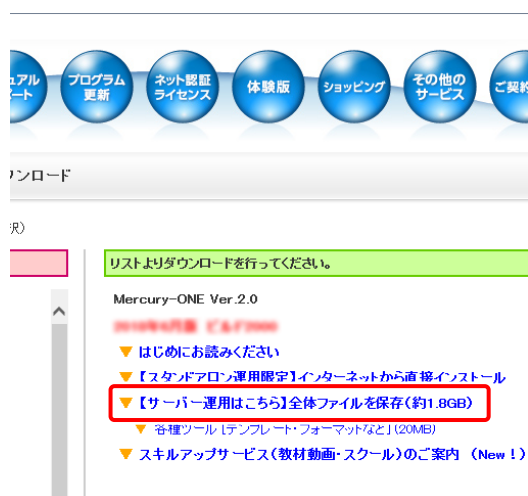 ュアル
ート
プログラム
更新
ネット認証
ライセンス
体験版
ショッピング
その他の
サービス
ご契約
ンロード
択)
リストよりダウンロードを行ってください。
Mercury-ONE Ver.2.0
はじめにお読みください
【スタンドアロン運用限定】インターネットから直接インストール
【サーバー運用はこちら】全体ファイルを保存(約1.8GB)
各種ツール [テンプレート・フォーマットなど] (20MB)
スキルアップサービス(教材動画・スクール)のご案内 (New!)